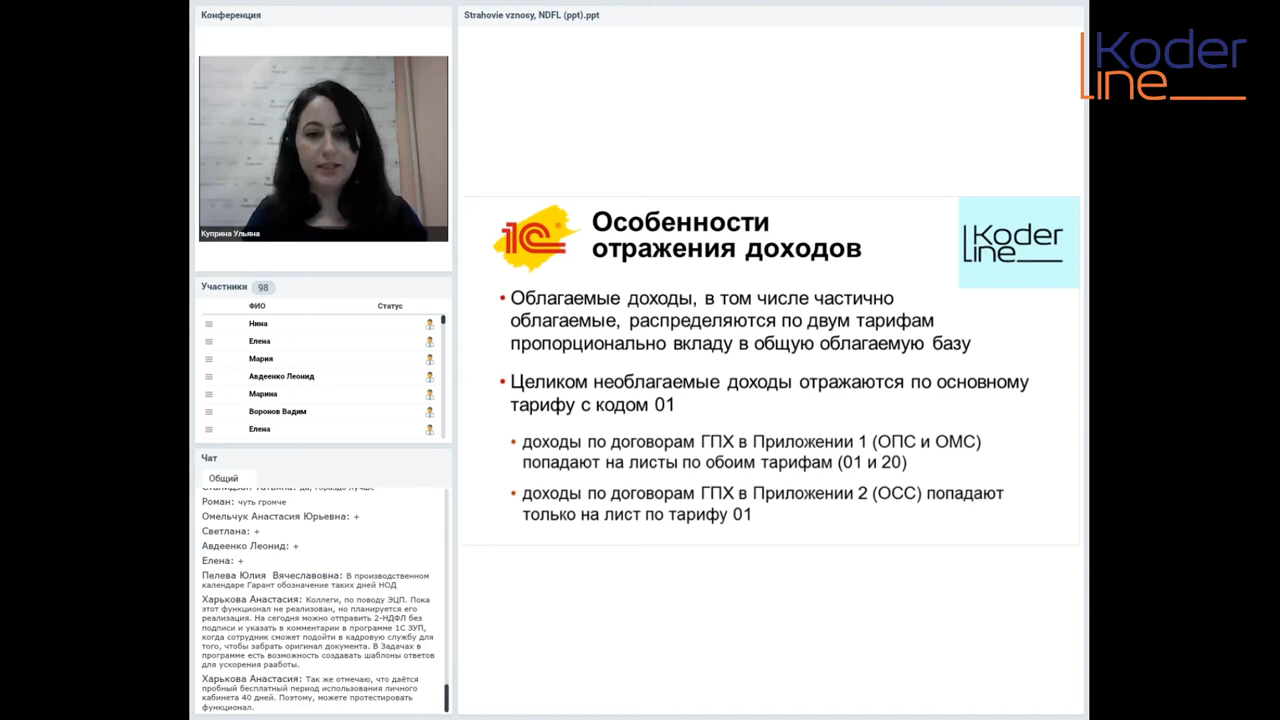 Конференция
Куприна Ульяна
Участники 98
ФИО Статус
Нина
Елена
Мария
Авдеенко Леонид
Марина
Воронов Вадим
Елена
Чат
Общий
Роман: чуть громче
Омельчук Анастасия Юрьевна: +
Светлана: +
Авдеенко Леонид: +
Елена: +
Пелева Юлия Вячеславовна: В производственном
календаре Гарант обозначение таких дней НОД
Харькова Анастасия: Коллеги, по поводу ЭЦП. Пока
этот функционал не реализован, но планируется его
реализация. На сегодня можно отправить 2-НДФЛ без
подписи и указать в комментарии в программе 1С ЗУП,
когда сотрудник сможет подойти в кадровую службу для
того, чтобы забрать оригинал документа. В Задачах в
программе есть возможность создавать шаблоны ответов
для ускорения рааботы.
Харькова Анастасия: Так же отмечаю, что даётся
пробный бесплатный период использования личного
кабинета 40 дней. Поэтому, можете протестировать
функционал.
Strahovie vznosy, NDFL (ppt).ppt
Koder
line
1С
Особенности
отражения доходов
Koder
line
• Облагаемые доходы, в том числе частично
облагаемые, распределяются по двум тарифам
пропорционально вкладу в общую облагаемую базу
• Целиком необлагаемые доходы отражаются по основному
тарифу с кодом 01
• доходы по договорам ГПХ в Приложении 1 (ОПС и ОМС)
попадают на листы по обоим тарифам (01 и 20)
• доходы по договорам ГПХ в Приложении 2 (ОСС) попадают
только на лист по тарифу 01